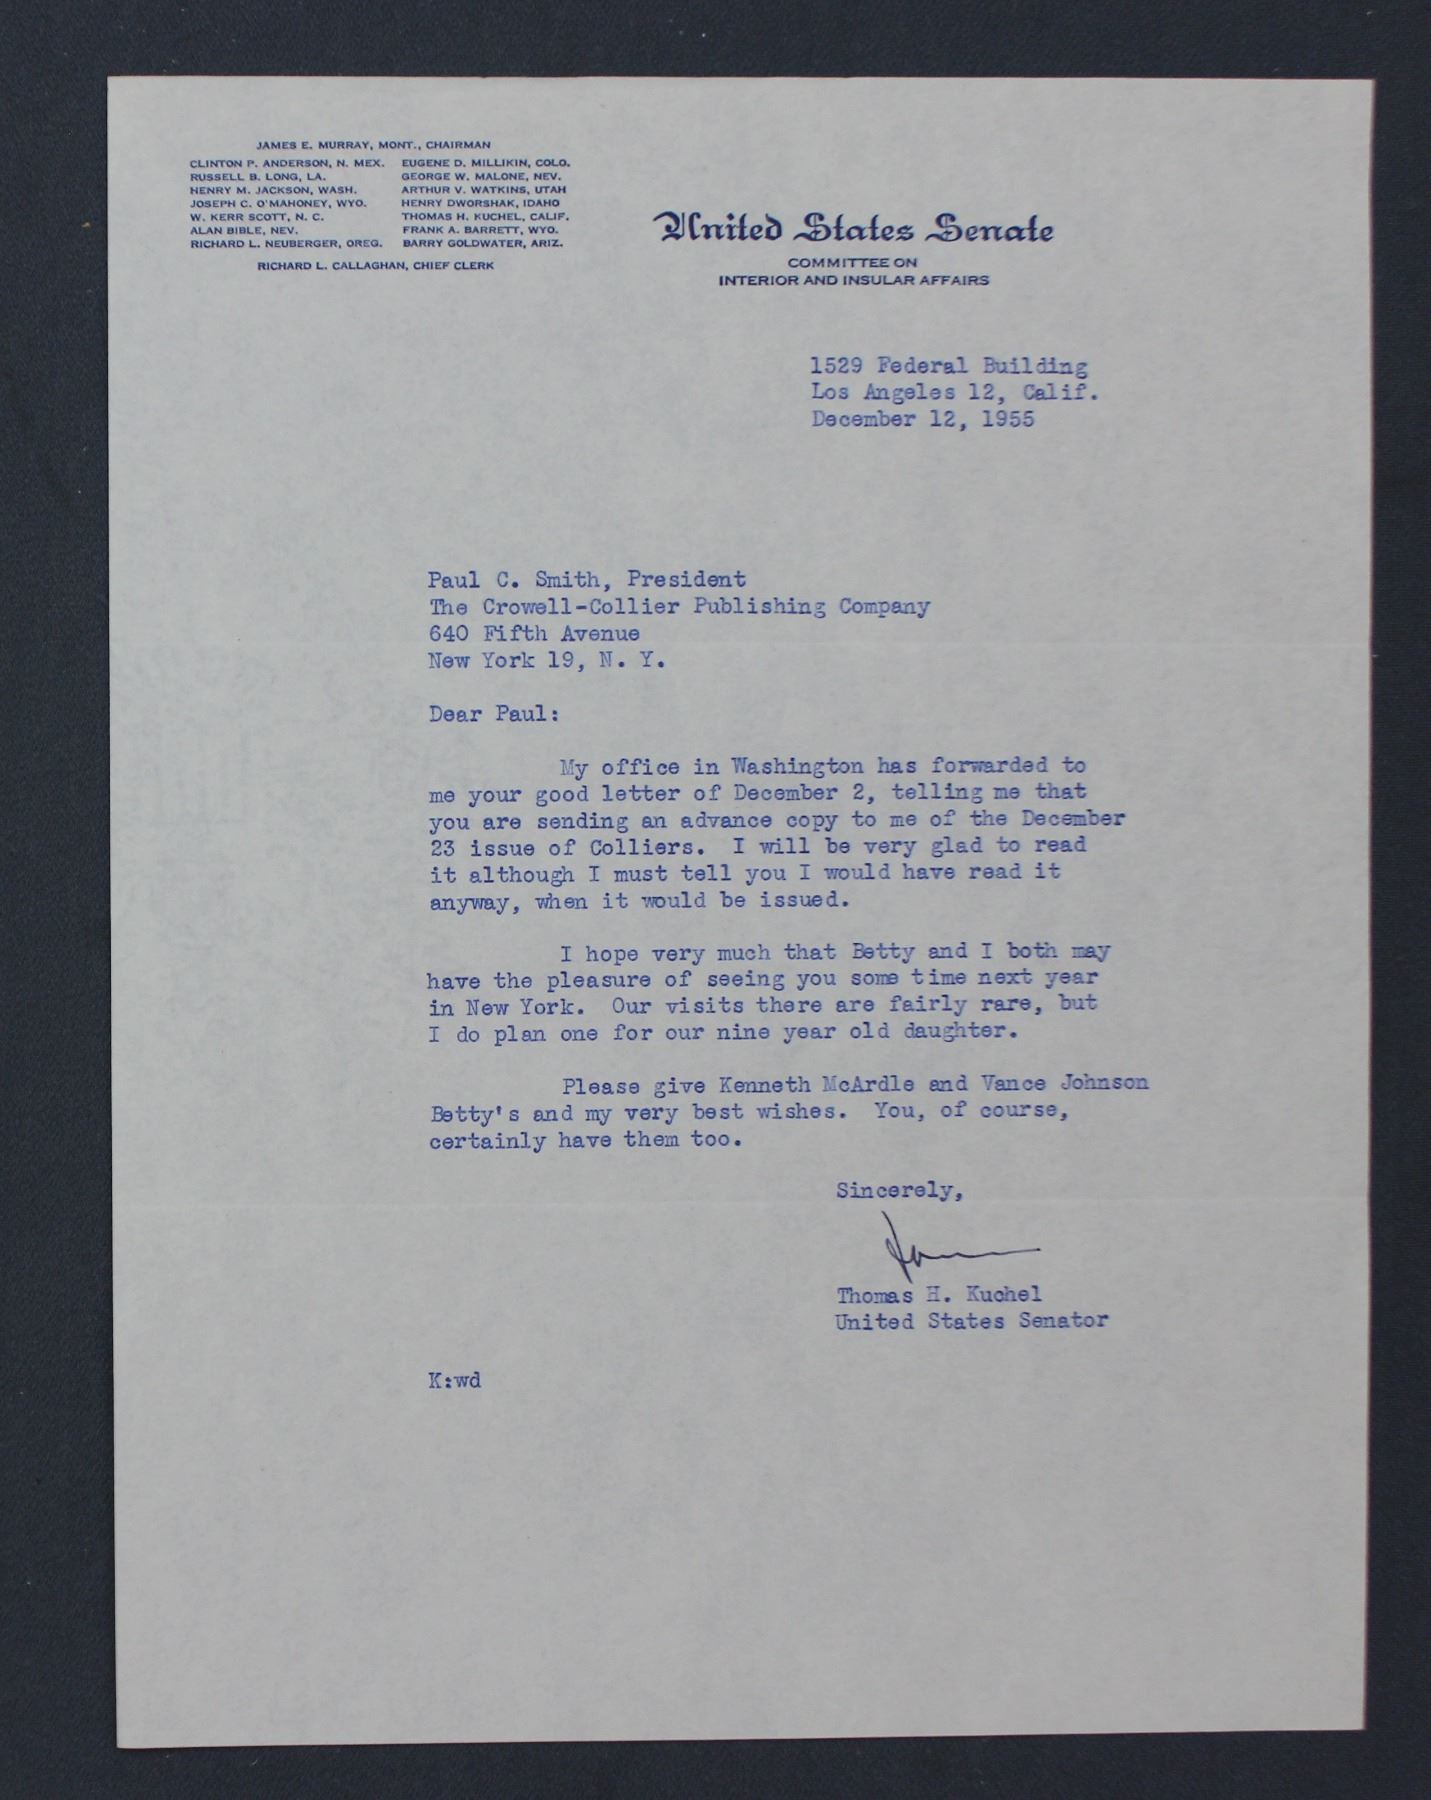 JAMES E. MURRAY, MONT., CHAIRMAN
CLINTON P. ANDERSON, N. MEX. EUGENE D. MILLIKIN, COLO.
RUSSELL B. LONG, LA. GEORGE W. MALONE, NEV.
HENRY M. JACKSON, WASH. ARTHUR V. WATKINS, UTAH
JOSEPH C. O'MAHONEY, WYO. HENRY DWORSHAK, IDAHO
W. KERR SCOTT, N. C. THOMAS H. KUCHEL, CALIF.
ALAN BIBLE, NEV. FRANK A. BARRETT, WYO.
RICHARD L. NEUBERGER, OREG. BARRY GOLDWATER, ARIZ.
RICHARD L. CALLAGHAN, CHIEF CLERK
United States Senate
COMMITTEE ON
INTERIOR AND INSULAR AFFAIRS
1529 Federal Building
Los Angeles 12, Calif.
December 12, 1955
Paul C. Smith, President
The Crowell-Collier Publishing Company
640 Fifth Avenue
New York 19, N. Y.
Dear Paul:
My office in Washington has forwarded to
me your good letter of December 2, telling me that
you are sending an advance copy to me of the December
23 issue of Colliers. I will be very glad to read
it although I must tell you I would have read it
anyway, when it would be issued.
I hope very much that Betty and I both may
have the pleasure of seeing you some time next year
in New York. Our visits there are fairly rare, but
I do plan one for our nine year old daughter.
Please give Kenneth McArdle and Vance Johnson
Betty's and my very best wishes. You, of course,
certainly have them too.
Sincerely,
Thomas H. Kuchel
United States Senator
K:wd